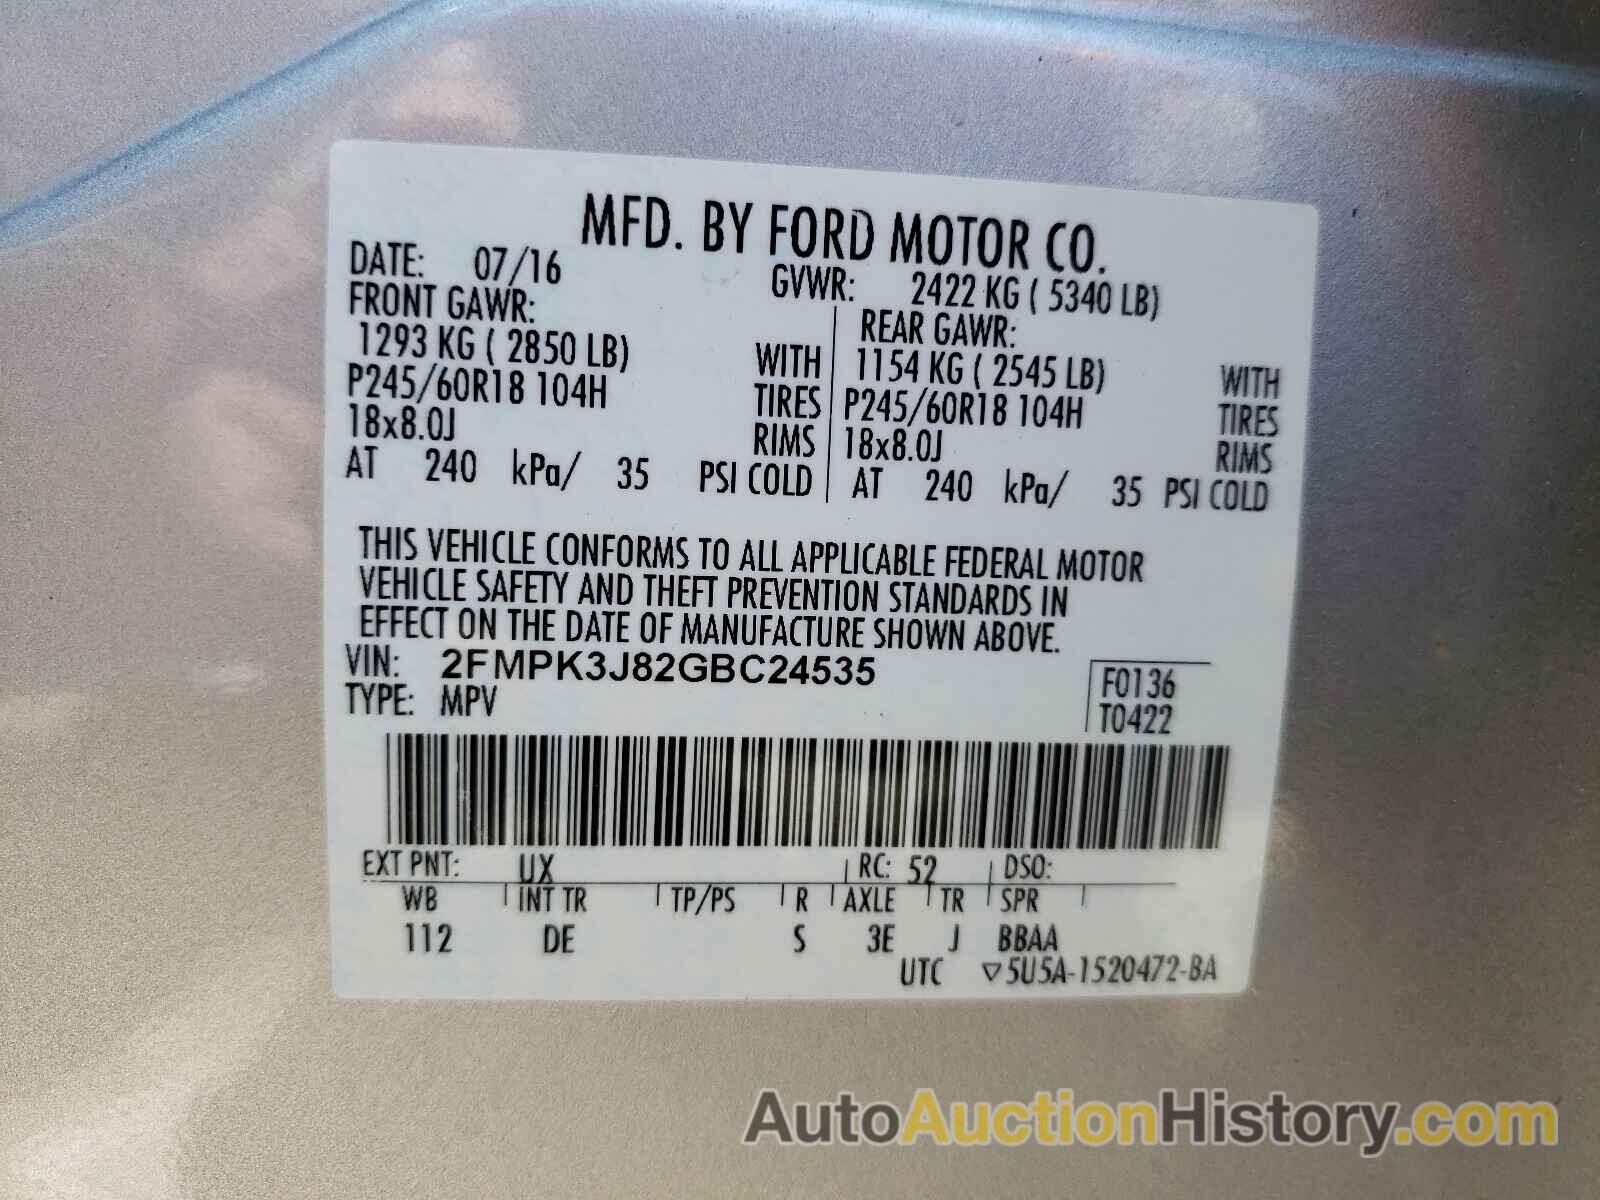 MFD. BY FORD MOTOR CO.
DATE: 07/16 GVWR: 2422 KG ( 5340 LB)
FRONT GAWR: REAR GAWR:
1293 KG ( 2850 LB) WITH 1154 KG ( 2545 LB) WITH
P245/60R18 104H TIRES P245/60R18 104H TIRES
18x8.0J RIMS 18x8.0J RIMS
AT 240 kPa/ 35 PSI COLD AT 240 kPa/ 35 PSI COLD
THIS VEHICLE CONFORMS TO ALL APPLICABLE FEDERAL MOTOR
VEHICLE SAFETY AND THEFT PREVENTION STANDARDS IN
EFFECT ON THE DATE OF MANUFACTURE SHOWN ABOVE.
VIN: 2FMPK3J82GBC24535
TYPE: MPV
F0136
T0422
EXT PNT: UX RC: 52 DSO:
WB INT TR TP/PS R AXLE TR SPR
112 DE S 3E J BBAA
UTC ▽5U5A-1520472-BA
AutoAuctionHistory.com